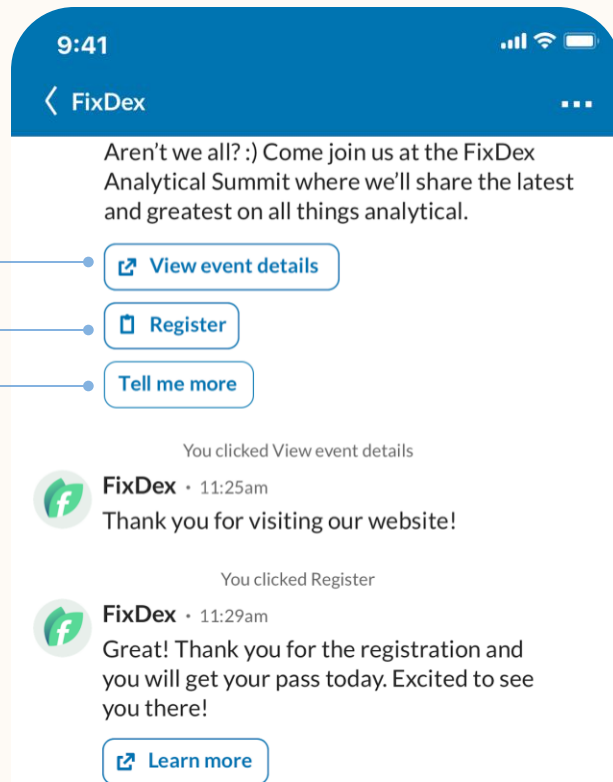 9:41
FixDex
Aren’t we all? :) Come join us at the FixDex
Analytical Summit where we’ll share the latest
and greatest on all things analytical.
View event details
Register
Tell me more
You clicked View event details
FixDex • 11:25am
Thank you for visiting our website!
You clicked Register
FixDex • 11:29am
Great! Thank you for the registration and
you will get your pass today. Excited to see
you there!
Learn more